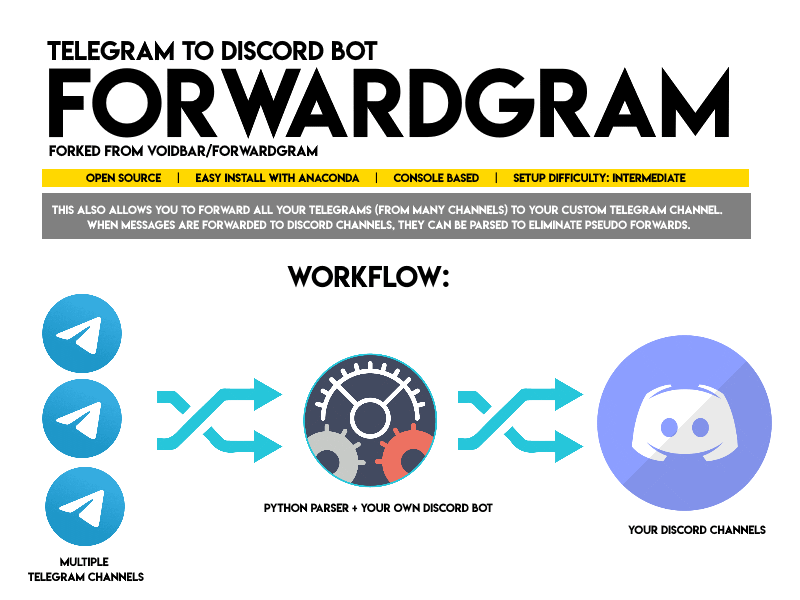 TELEGRAM TO DISCORD BOT
FORWARDGRAM
FORKED FROM VOIDBAR/FORWARDGRAM
OPEN SOURCE | EASY INSTALL WITH ANACONDA | CONSOLE BASED | SETUP DIFFICULTY: INTERMEDIATE
THIS ALSO ALLOWS YOU TO FORWARD ALL YOUR TELEGRAMS (FROM MANY CHANNELS) TO YOUR CUSTOM TELEGRAM CHANNEL.
WHEN MESSAGES ARE FORWARDED TO DISCORD CHANNELS, THEY CAN BE PARSED TO ELIMINATE PSEUDO FORWARDS.
WORKFLOW:
PYTHON PARSER + YOUR OWN DISCORD BOT
YOUR DISCORD CHANNELS
MULTIPLE
TELEGRAM CHANNELS